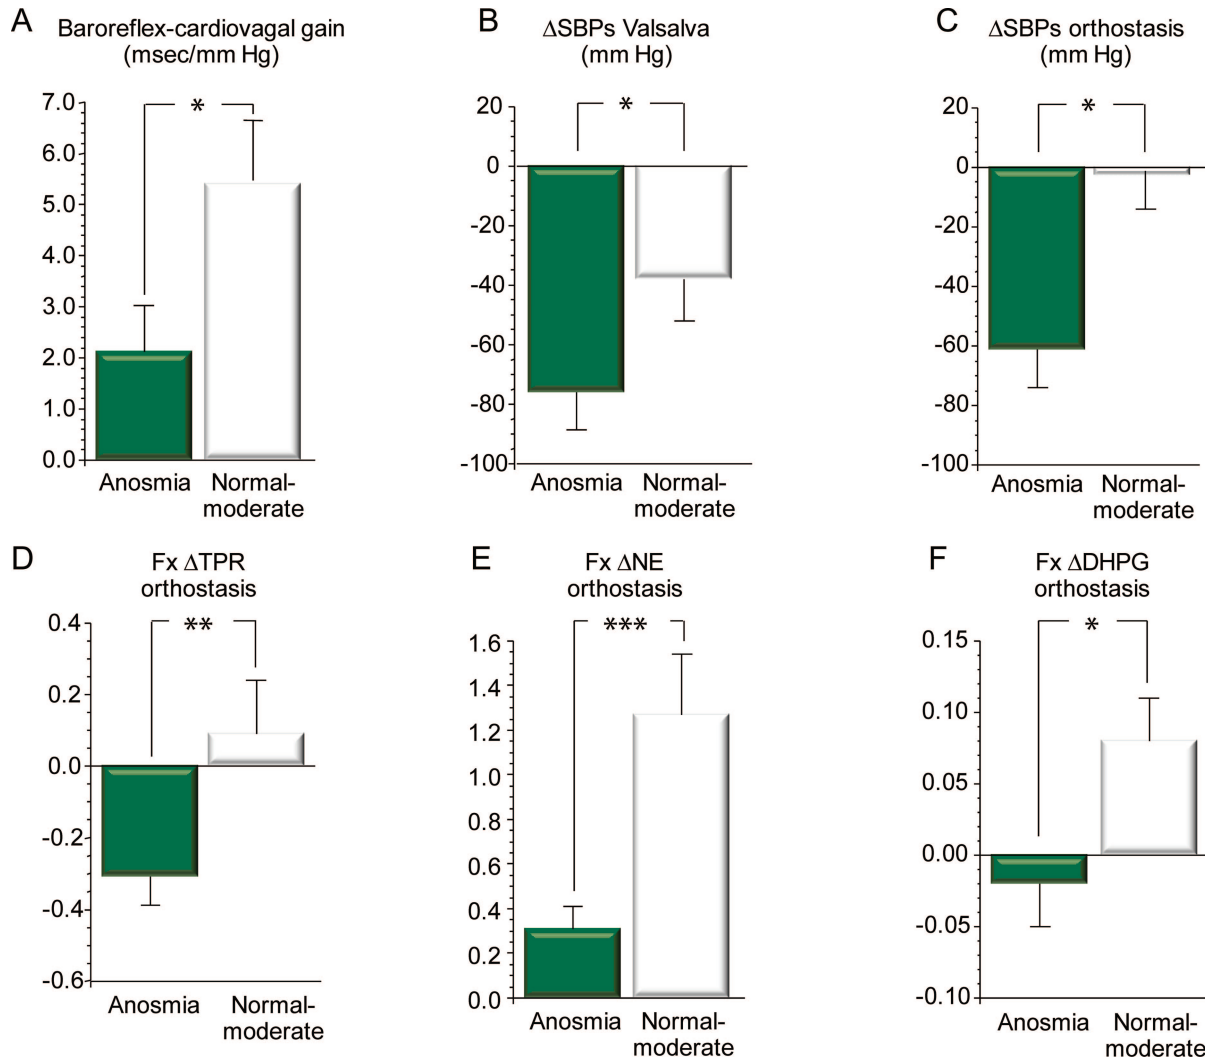 A
Baroreflex-cardiovagal gain
(msec/mm Hg)
*
7.0
6.0
5.0
4.0
3.0
2.0
1.0
0.0
Anosmia
Normal-
moderate
B
ΔSBPs Valsalva
(mm Hg)
*
20
0
-20
-40
-60
-80
-100
Anosmia
Normal-
moderate
C
ΔSBPs orthostasis
(mm Hg)
*
20
0
-20
-40
-60
-80
-100
Anosmia
Normal-
moderate
D
Fx ΔTPR
orthostasis
**
0.4
0.2
0.0
-0.2
-0.4
-0.6
Anosmia
Normal-
moderate
E
Fx ΔNE
orthostasis
***
1.6
1.4
1.2
1.0
0.8
0.6
0.4
0.2
0.0
Anosmia
Normal-
moderate
F
Fx ΔDHPG
orthostasis
*
0.15
0.10
0.05
0.00
-0.05
-0.10
Anosmia
Normal-
moderate